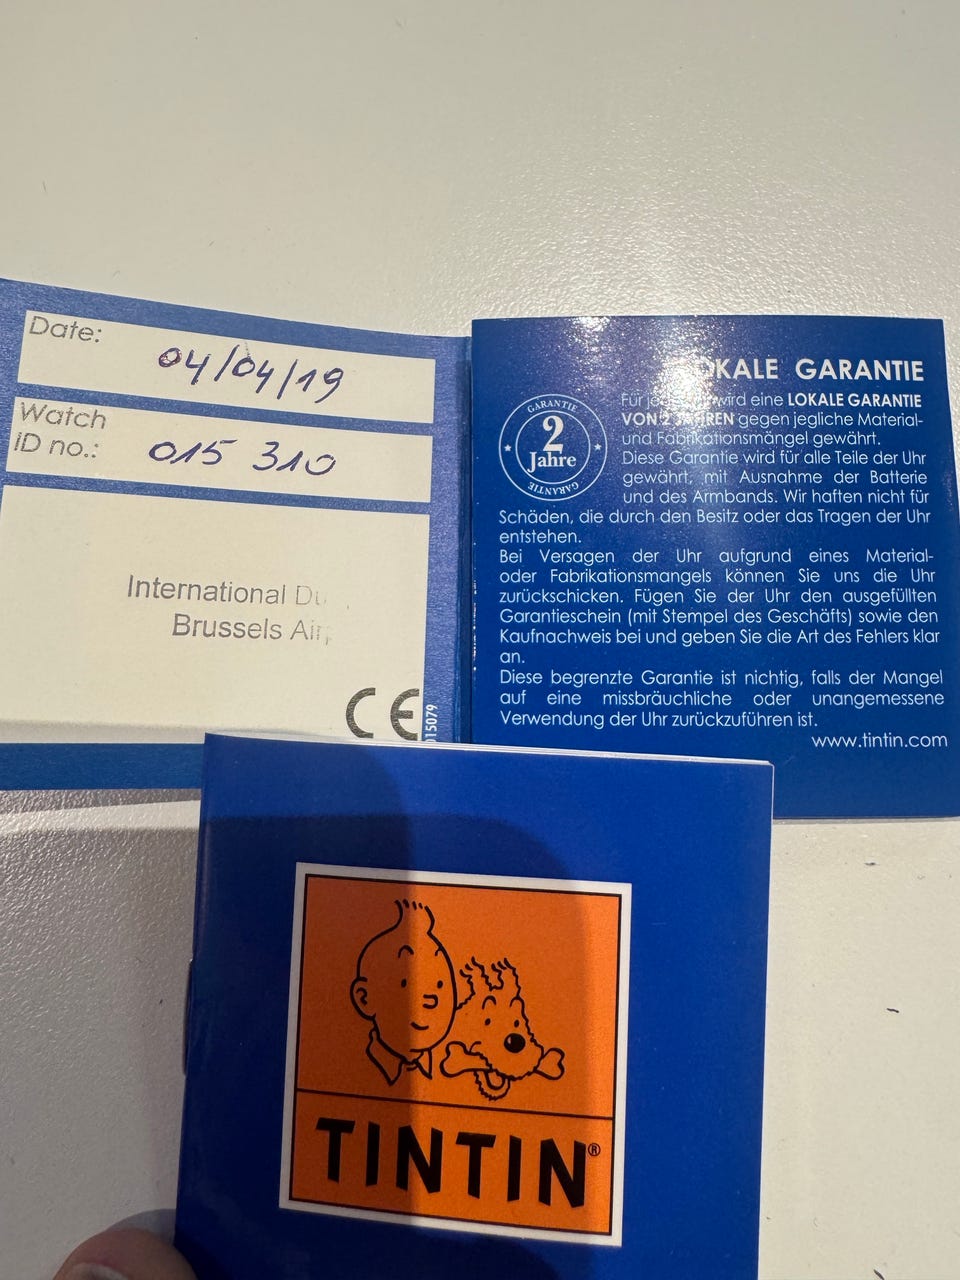 Date:
04/04/19
Watch
ID no.:
015 310
International
Brussels
CE
15079
GARANTIE
GARANTIE
2
Jahre
GARANTIE
Für wird eine LOKALE GARANTIE
VON 2 JAHREN gegen jegliche Material-
und Fabrikationsmängel gewährt.
Diese Garantie wird für alle Teile der Uhr
gewährt, mit Ausnahme der Batterie
und des Armbands. Wir haften nicht für
Schäden, die durch den Besitz oder das Tragen der Uhr
entstehen.
Bei Versagen der Uhr aufgrund eines Material-
oder Fabrikationsmangels können Sie uns die Uhr
zurückschicken. Fügen Sie der Uhr den ausgefüllten
Garantieschein (mit Stempel des Geschäfts) sowie den
Kaufnachweis bei und geben Sie die Art des Fehlers klar
an.
Diese begrenzte Garantie ist nichtig, falls der Mangel
auf eine missbräuchliche oder unangemessene
Verwendung der Uhr zurückzuführen ist.
www.tintin.com
TINTIN®